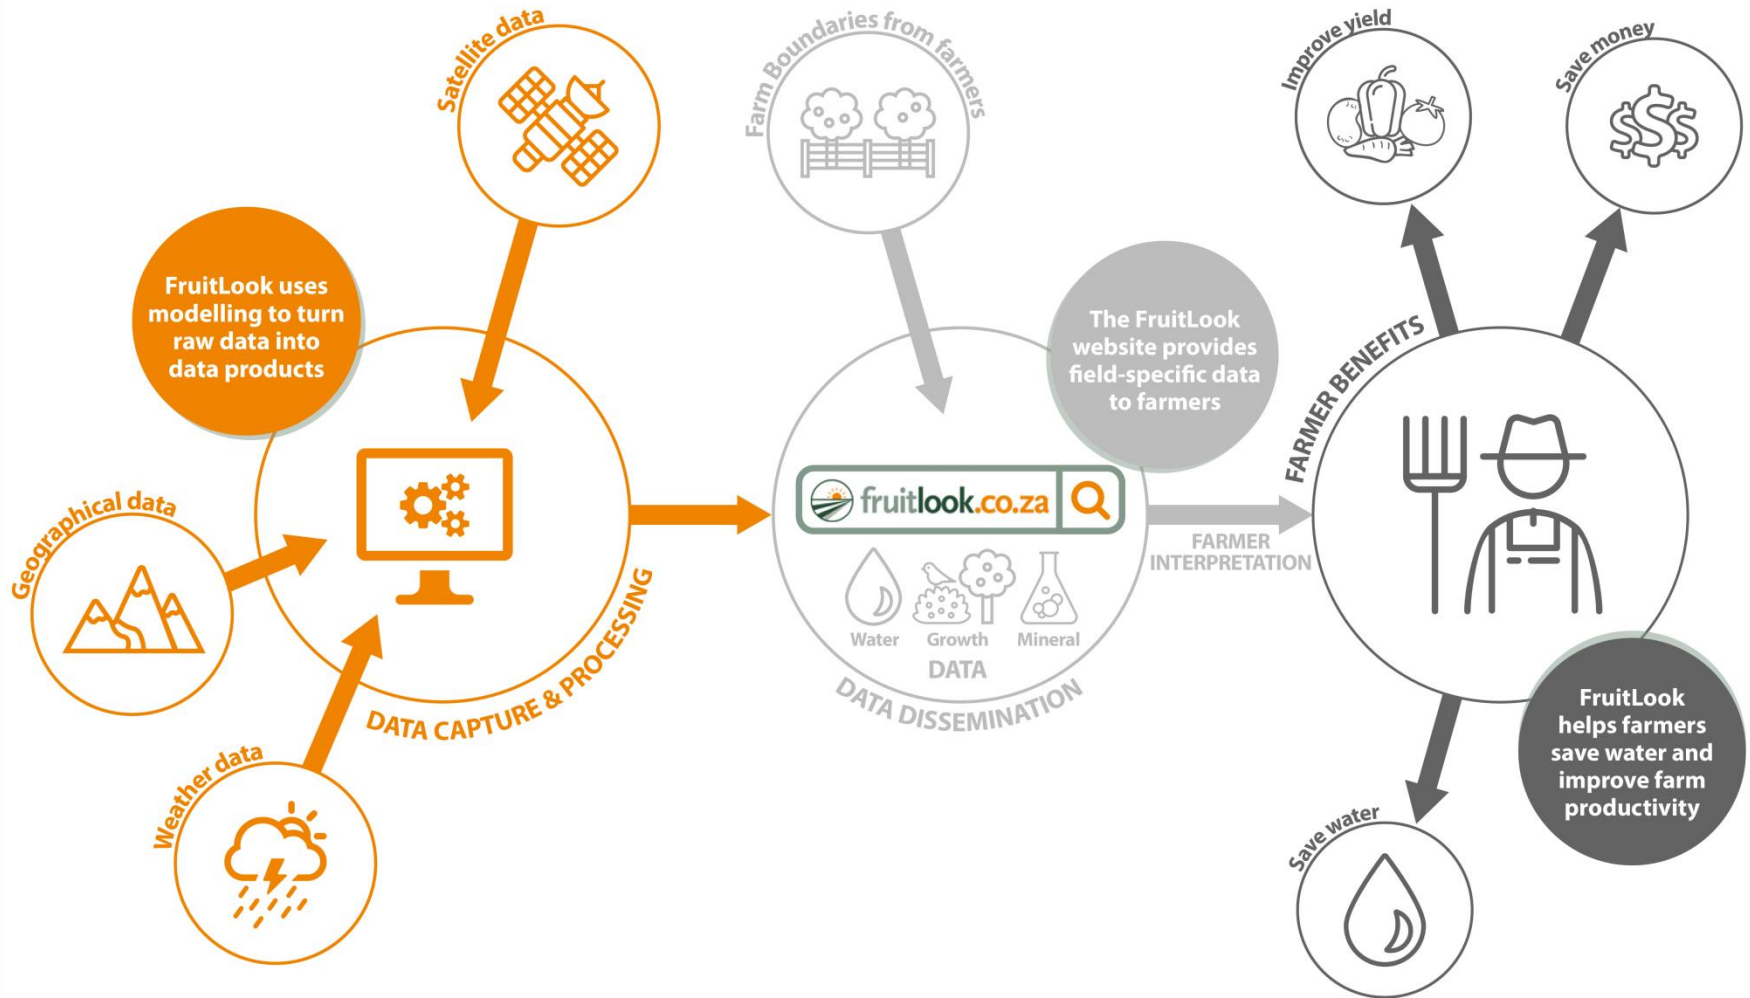 Satellite data
FruitLook uses
modelling to turn
raw data into
data products
Geographical data
Weather data
DATA CAPTURE & PROCESSING
Farm Boundaries from farmers
The FruitLook
website provides
field-specific data
to farmers
fruitlook.co.za
Water Growth Mineral
DATA
DATA DISSEMINATION
FARMER
INTERPRETATION
Improve yield
Save money
FARMER BENEFITS
FruitLook
helps farmers
save water and
improve farm
productivity
Save water